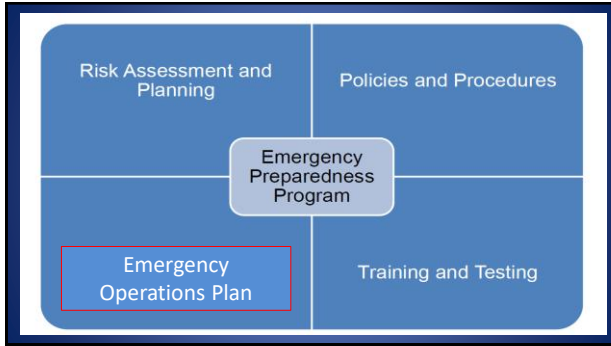 Risk Assessment and
Planning
Policies and Procedures
Emergency
Preparedness
Program
Emergency
Operations Plan
Training and Testing